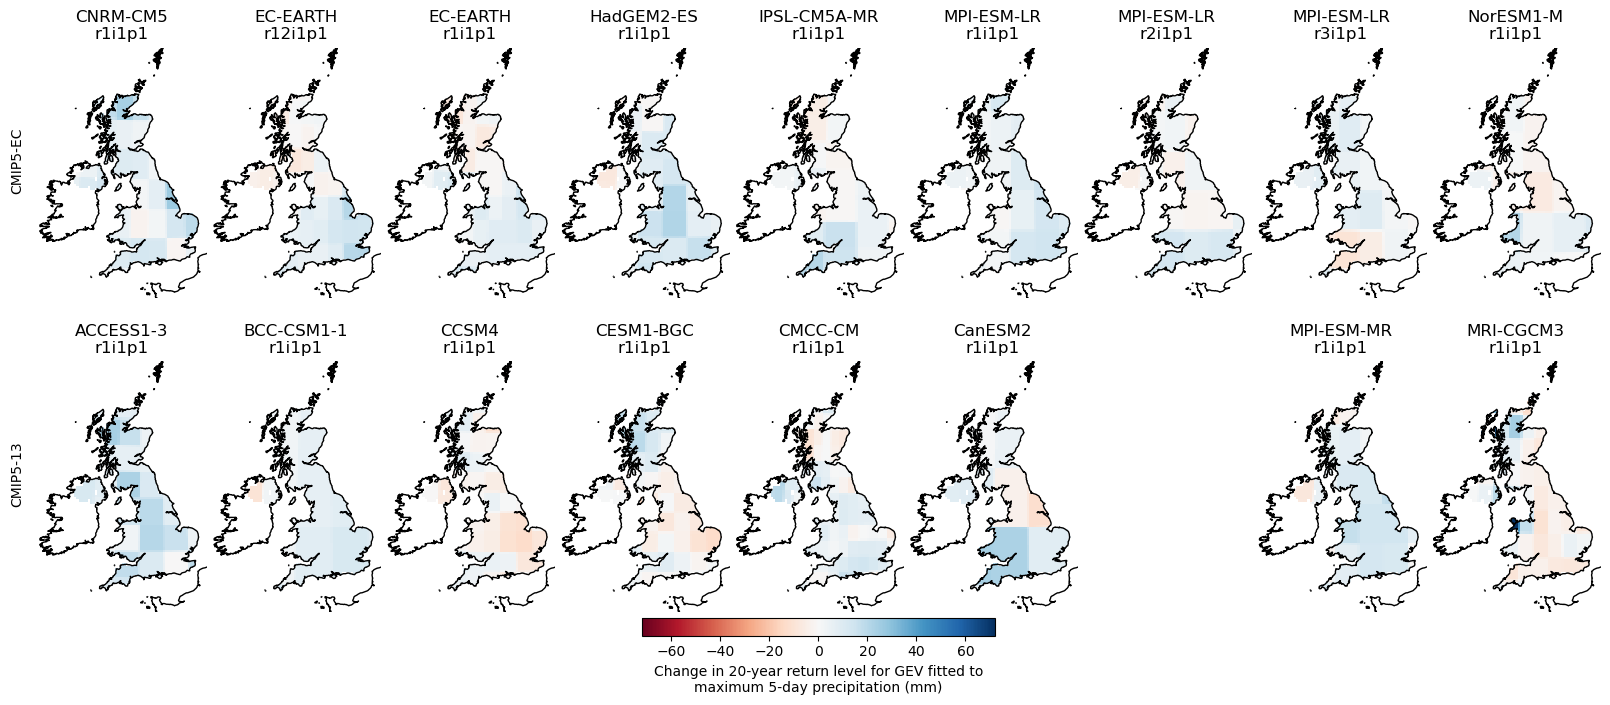 CNRM-CM5
r1i1p1
EC-EARTH
r12i1p1
EC-EARTH
r1i1p1
HadGEM2-ES
r1i1p1
IPSL-CM5A-MR
r1i1p1
MPI-ESM-LR
r1i1p1
MPI-ESM-LR
r2i1p1
MPI-ESM-LR
r3i1p1
NorESM1-M
r1i1p1
CMIP5-EC
ACCESS1-3
r1i1p1
BCC-CSM1-1
r1i1p1
CCSM4
r1i1p1
CESM1-BGC
r1i1p1
CMCC-CM
r1i1p1
CanESM2
r1i1p1
MPI-ESM-MR
r1i1p1
MRI-CGCM3
r1i1p1
CMIP5-13
−60 −40 −20 0 20 40 60
Change in 20-year return level for GEV fitted to
maximum 5-day precipitation (mm)